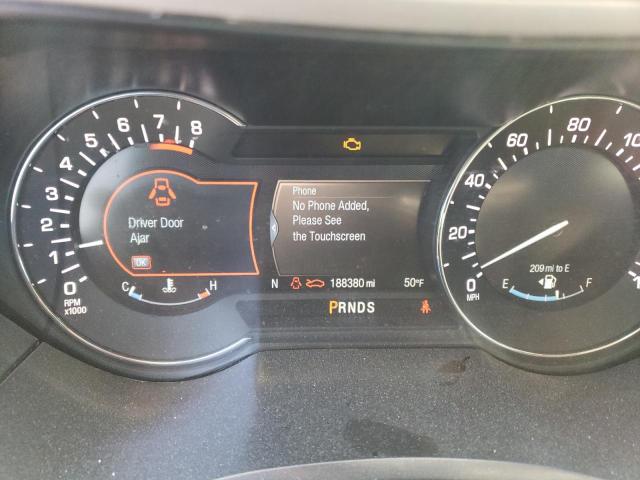 0
1
2
3
4
5
6
7
8
RPM
x1000
Driver Door
Ajar
OK
C
H
Phone
No Phone Added,
Please See
the Touchscreen
N
188380 mi
50°F
PRNDS
0
20
40
60
80
MPH
209 mi to E
E
F